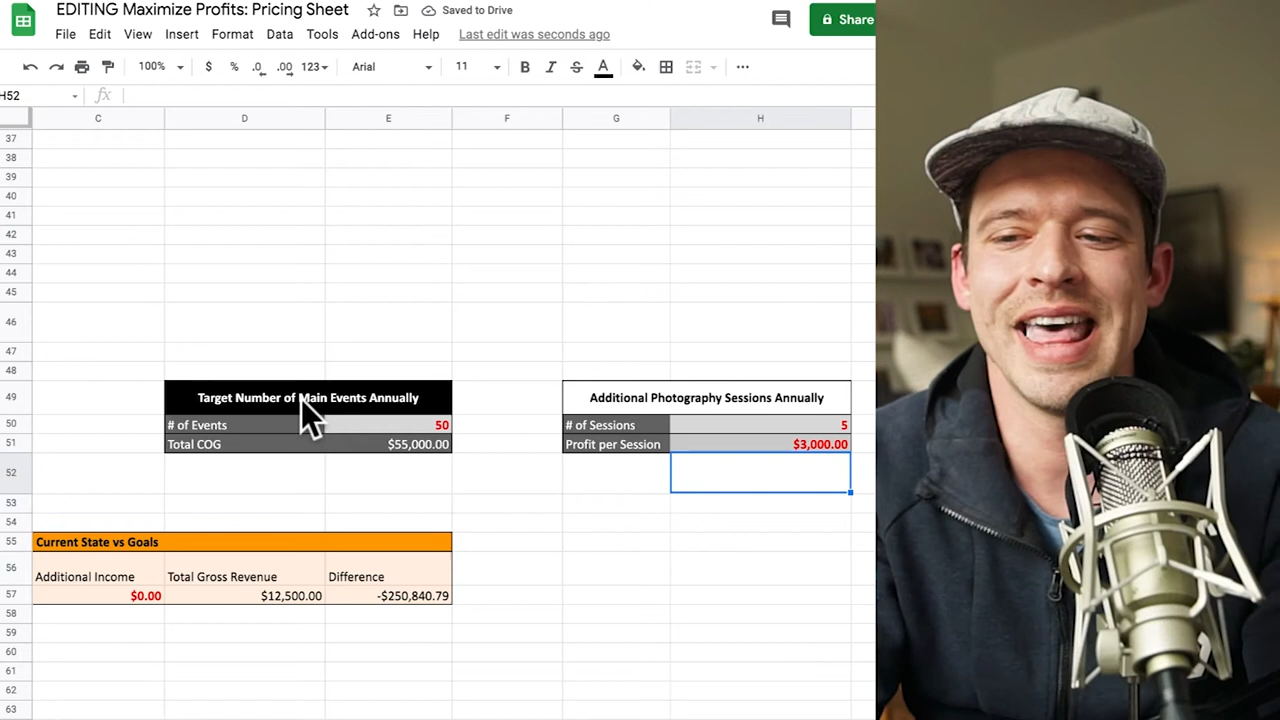 EDITING Maximize Profits: Pricing Sheet
Saved to Drive
Share
File Edit View Insert Format Data Tools Add-ons Help Last edit was seconds ago
100% $ % .0 .00 123 Arial 11 B I S A
H52 fx
C D E F G H
37
38
39
40
41
42
43
44
45
46
47
48
49 Target Number of Main Events Annually Additional Photography Sessions Annually
50 # of Events 50 # of Sessions 5
51 Total COG $55,000.00 Profit per Session $3,000.00
52
53
54
55 Current State vs Goals
56 Additional Income Total Gross Revenue Difference
57 $0.00 $12,500.00 -$250,840.79
58
59
60
61
62
63